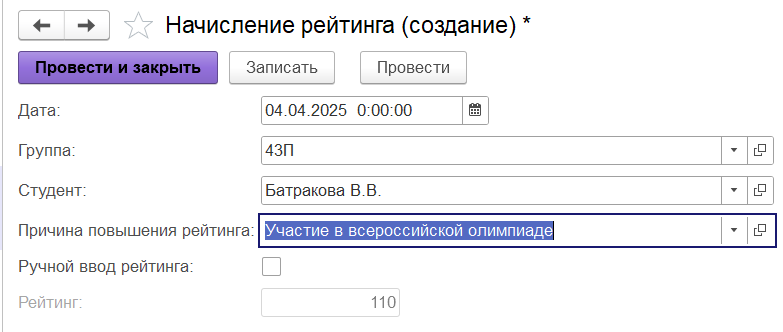 Начисление рейтинга (создание) *
Провести и закрыть Записать Провести
Дата: 04.04.2025 0:00:00
Группа: 43П
Студент: Батракова В.В.
Причина повышения рейтинга: Участие в всероссийской олимпиаде
Ручной ввод рейтинга:
Рейтинг: 110